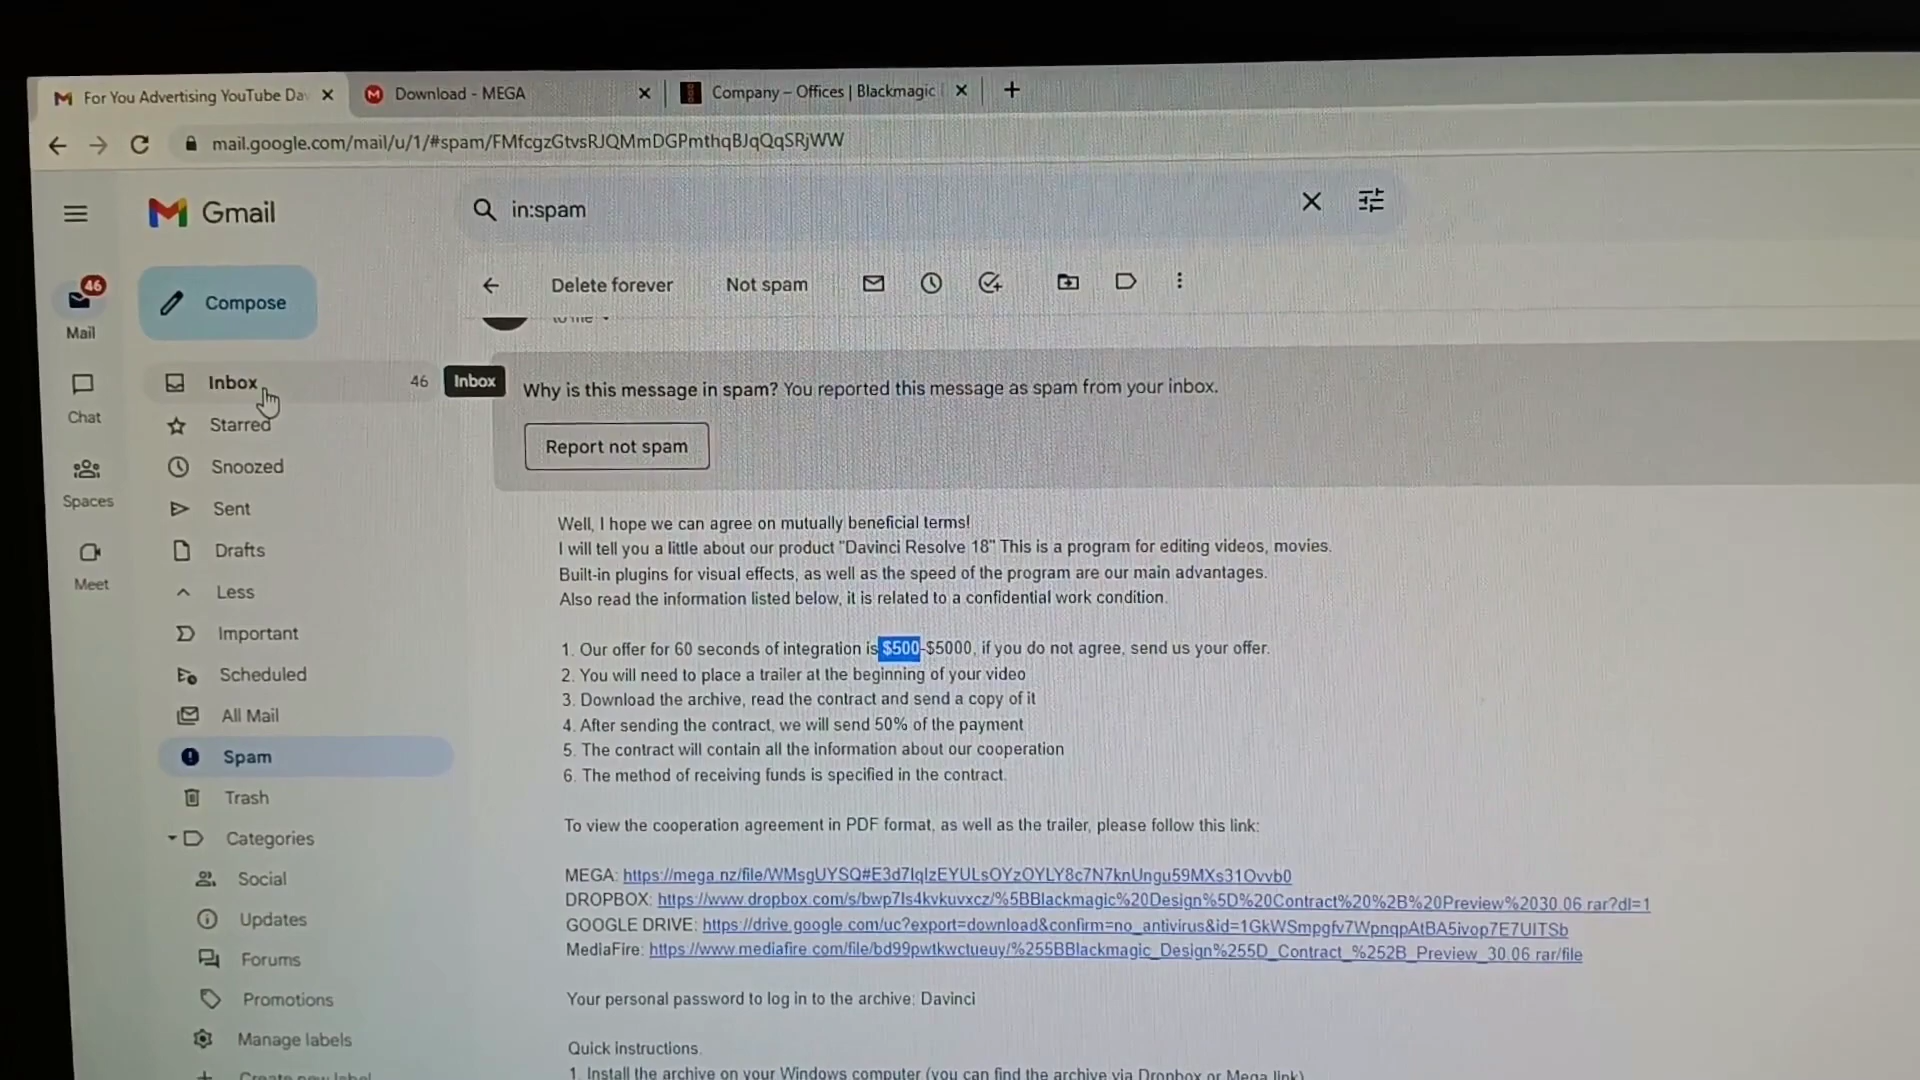 For You Advertising YouTube Da
Download - MEGA
Company – Offices | Blackmagic
mail.google.com/mail/u/1/#spam/FMfcgzGtvsRJQMmDGPmthqBJqQqSRjWW
Gmail
in:spam
46
Mail
Compose
Delete forever
Not spam
to me
Inbox
46
Inbox
Why is this message in spam? You reported this message as spam from your inbox.
Chat
Starred
Report not spam
Snoozed
Spaces
Sent
Well, I hope we can agree on mutually beneficial terms!
Drafts
I will tell you a little about our product "Davinci Resolve 18" This is a program for editing videos, movies.
Meet
Built-in plugins for visual effects, as well as the speed of the program are our main advantages.
Less
Also read the information listed below, it is related to a confidential work condition.
Important
1. Our offer for 60 seconds of integration is $500-$5000, if you do not agree, send us your offer.
Scheduled
2. You will need to place a trailer at the beginning of your video
3. Download the archive, read the contract and send a copy of it
All Mail
4. After sending the contract, we will send 50% of the payment
Spam
5. The contract will contain all the information about our cooperation
6. The method of receiving funds is specified in the contract.
Trash
Categories
To view the cooperation agreement in PDF format, as well as the trailer, please follow this link:
Social
MEGA: https://mega.nz/file/WMsgUYSQ#E3d7IqIzEYULsOYzOYLY8c7N7knUngu59MXs31Ovvb0
DROPBOX: https://www.dropbox.com/s/bwp7ls4kvkuvxcz/%5BBlackmagic%20Design%5D%20Contract%20%2B%20Preview%2030.06.rar?dl=1
Updates
GOOGLE DRIVE: https://drive.google.com/uc?export=download&confirm=no_antivirus&id=1GkWSmpgfv7WpnqpAtBA5ivop7E7UITSb
MediaFire: https://www.mediafire.com/file/bd99pwtkwctueuy/%255BBlackmagic_Design%255D_Contract_%252B_Preview_30.06.rar/file
Forums
Promotions
Your personal password to log in to the archive: Davinci
Manage labels
Quick instructions.
Create new label
1. Install the archive on your Windows computer (you can find the archive via Dropbox or Mega link)